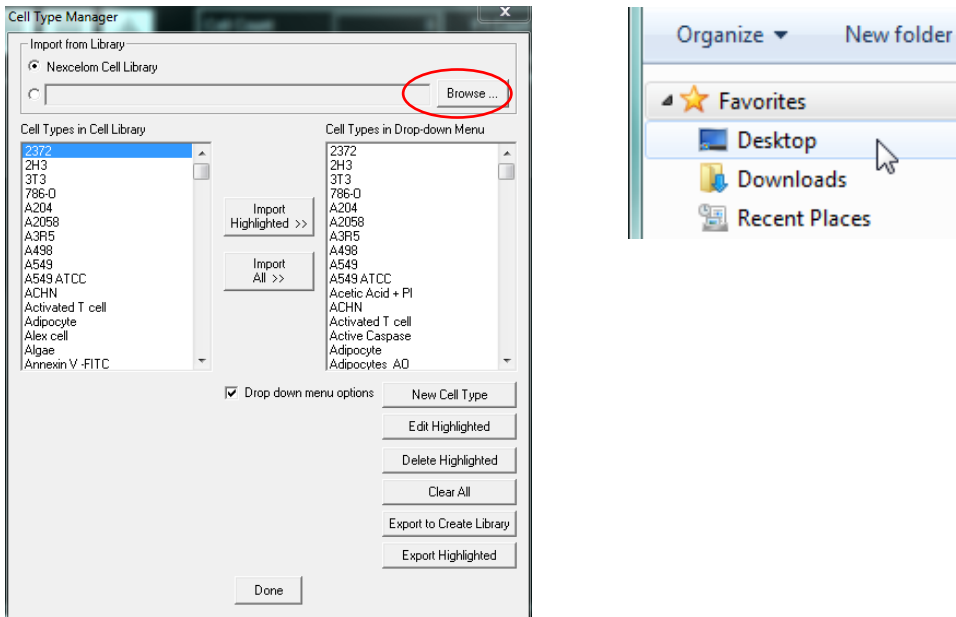 Cell Type Manager
X
Cell Count
Import from Library
Nexcelom Cell Library
Browse ...
Cell Types in Cell Library
2372
2H3
3T3
786-O
A204
A2058
A3R5
A498
A549
A549 ATCC
ACHN
Activated T cell
Adipocyte
Alex cell
Algae
Annexin V -FITC
Import
Highlighted >>
Import
All >>
Cell Types in Drop-down Menu
2372
2H3
3T3
786-O
A204
A2058
A3R5
A498
A549
A549 ATCC
Acetic Acid + PI
ACHN
Activated T cell
Active Caspase
Adipocyte
Adipocytes AO
Drop down menu options
New Cell Type
Edit Highlighted
Delete Highlighted
Clear All
Export to Create Library
Export Highlighted
Done
Organize
New folder
Favorites
Desktop
Downloads
Recent Places